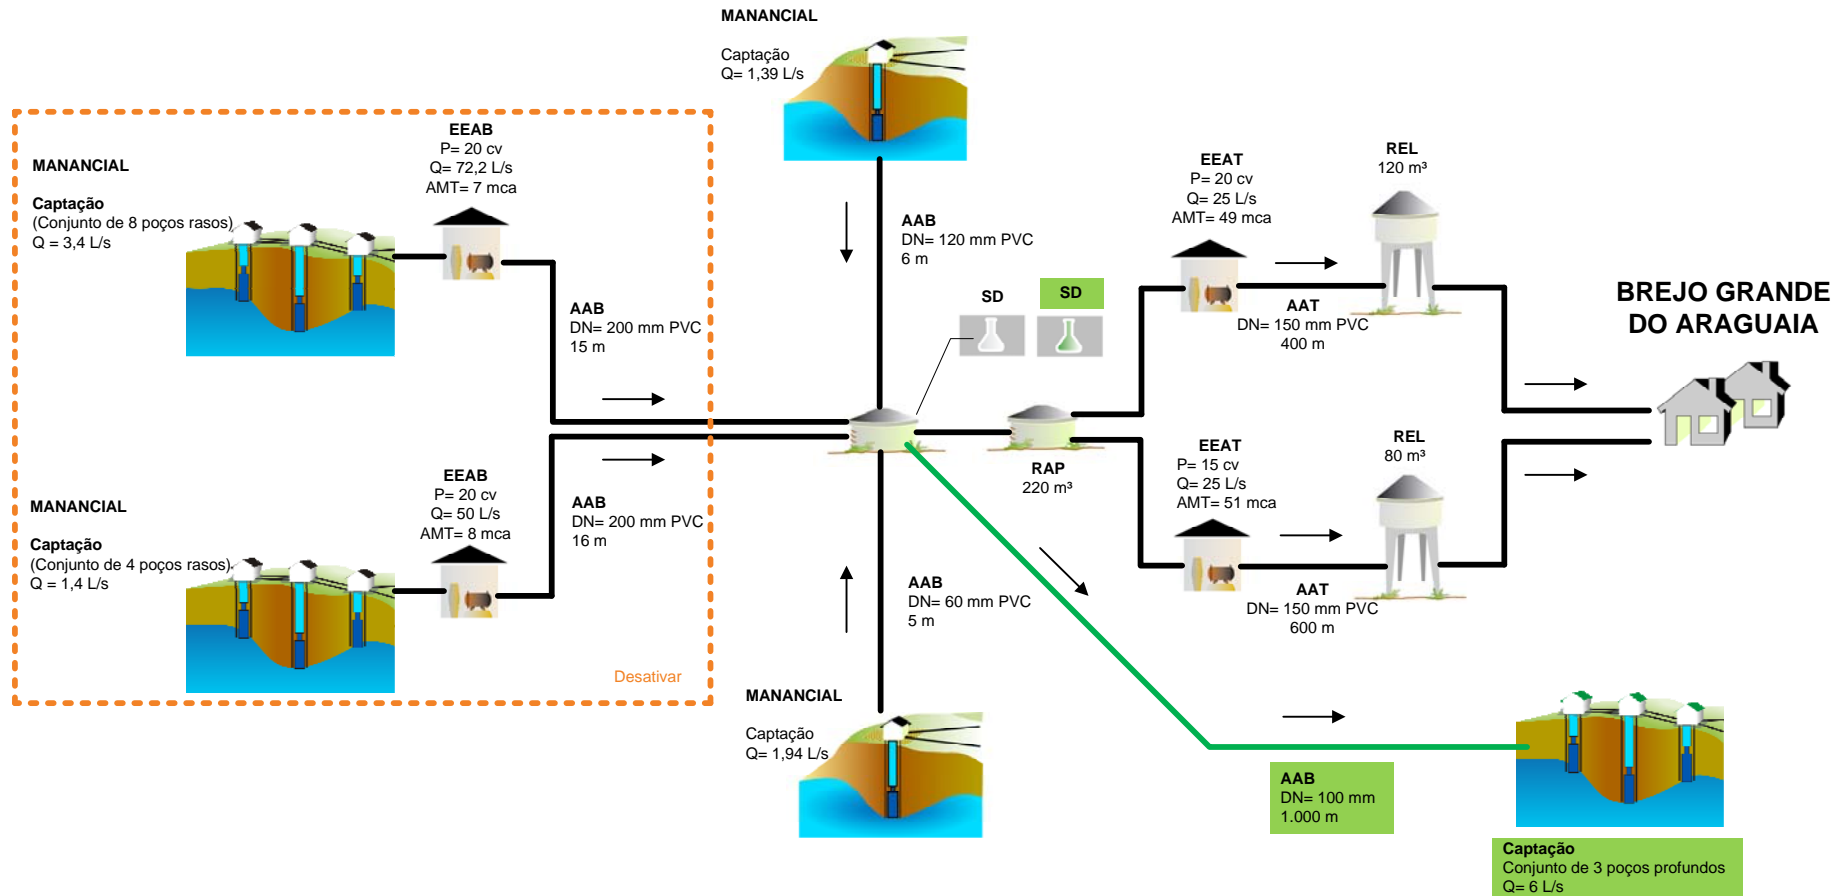 MANANCIAL
Captação
Q= 1,39 L/s
MANANCIAL
Captação
(Conjunto de 8 poços rasos)
Q = 3,4 L/s
EEAB
P= 20 cv
Q= 72,2 L/s
AMT= 7 mca
AAB
DN= 200 mm PVC
15 m
AAB
DN= 120 mm PVC
6 m
SD
SD
EEAT
P= 20 cv
Q= 25 L/s
AMT= 49 mca
REL
120 m³
AAT
DN= 150 mm PVC
400 m
BREJO GRANDE
DO ARAGUAIA
MANANCIAL
Captação
(Conjunto de 4 poços rasos)
Q = 1,4 L/s
EEAB
P= 20 cv
Q= 50 L/s
AMT= 8 mca
AAB
DN= 200 mm PVC
16 m
Desativar
RAP
220 m³
EEAT
P= 15 cv
Q= 25 L/s
AMT= 51 mca
REL
80 m³
AAT
DN= 150 mm PVC
600 m
AAB
DN= 60 mm PVC
5 m
MANANCIAL
Captação
Q= 1,94 L/s
AAB
DN= 100 mm
1.000 m
Captação
Conjunto de 3 poços profundos
Q= 6 L/s